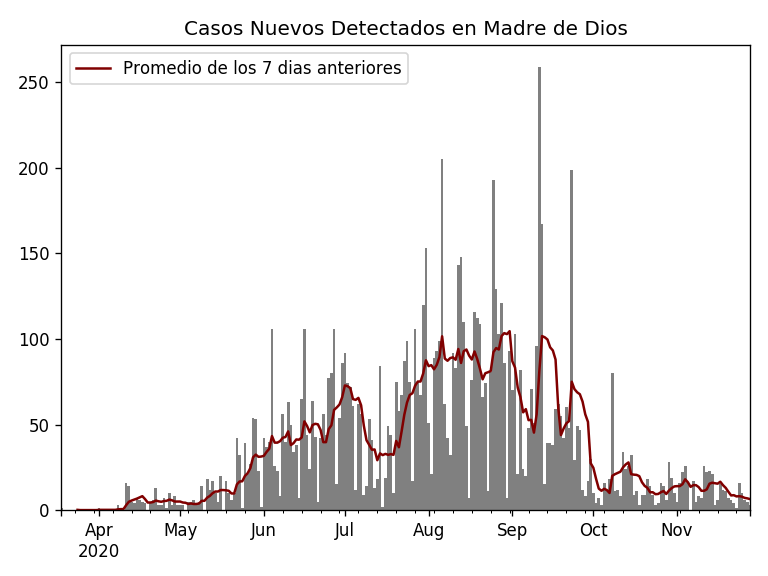 Casos Nuevos Detectados en Madre de Dios
Promedio de los 7 dias anteriores
250
200
150
100
50
0
Apr May Jun Jul Aug Sep Oct Nov
2020